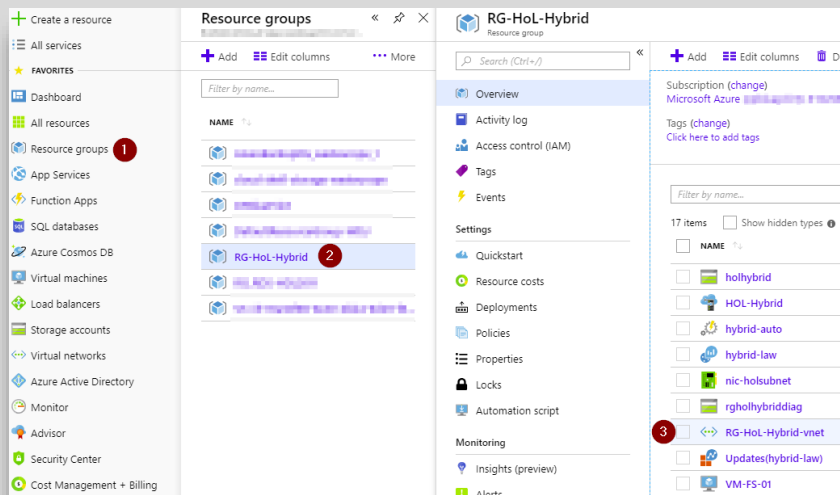 Create a resource
All services
FAVORITES
Dashboard
All resources
Resource groups
1
App Services
Function Apps
SQL databases
Azure Cosmos DB
Virtual machines
Load balancers
Storage accounts
Virtual networks
Azure Active Directory
Monitor
Advisor
Security Center
Cost Management + Billing
Resource groups
Add
Edit columns
More
Filter by name...
NAME
RG-HoL-Hybrid
2
RG-HoL-Hybrid
Resource group
Search (Ctrl+/)
Overview
Activity log
Access control (IAM)
Tags
Events
Settings
Quickstart
Resource costs
Deployments
Policies
Properties
Locks
Automation script
Monitoring
Insights (preview)
Alerts
Add
Edit columns
D
Subscription (change)
Microsoft Azure
Tags (change)
Click here to add tags
Filter by name...
17 items
Show hidden types
NAME
holhybrid
HOL-Hybrid
hybrid-auto
hybrid-law
nic-holsubnet
rgholhybriddiag
3
RG-HoL-Hybrid-vnet
Updates(hybrid-law)
VM-FS-01